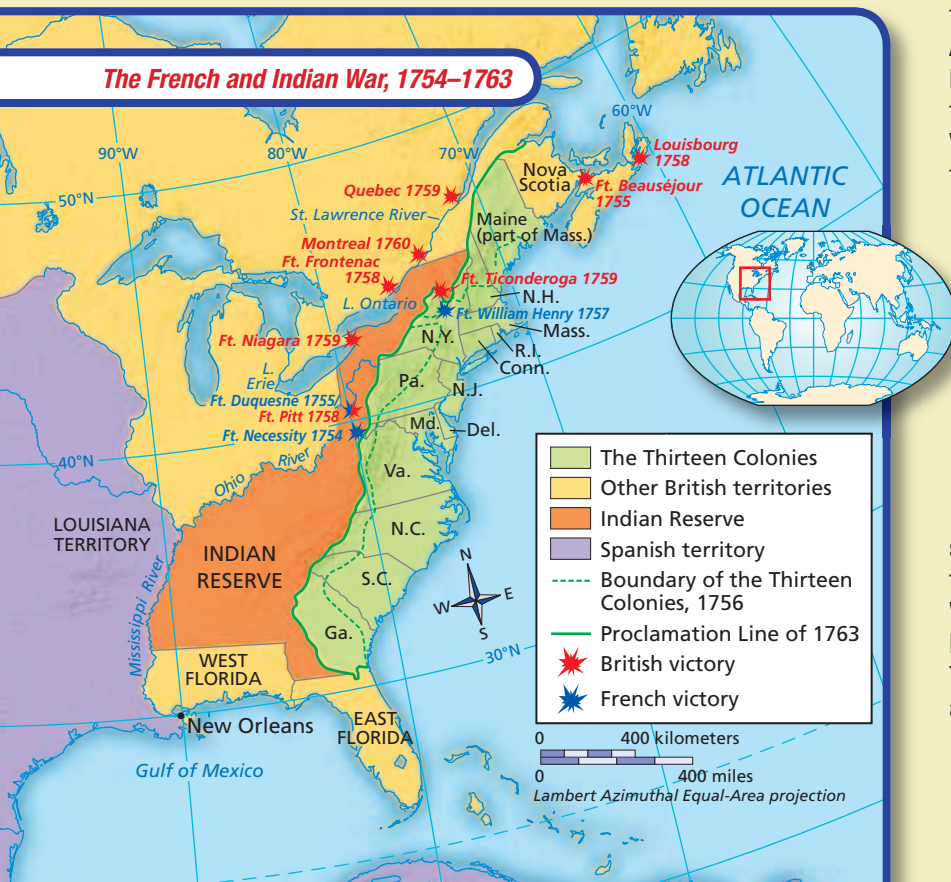 The French and Indian War, 1754–1763
60°W
90°W
80°W
70°W
Louisbourg
1758
50°N
Nova
Scotia
Ft. Beauséjour
1755
ATLANTIC
OCEAN
Quebec 1759
St. Lawrence River
Maine
(part of Mass.)
Montreal 1760
Ft. Frontenac
1758
Ft. Ticonderoga 1759
L. Ontario
N.H.
Ft. William Henry 1757
Mass.
Ft. Niagara 1759
N.Y.
R.I.
Conn.
L.
Erie
Pa.
N.J.
Ft. Duquesne 1755
Ft. Pitt 1758
Md.
Del.
Ft. Necessity 1754
40°N
Ohio River
Va.
The Thirteen Colonies
Other British territories
Indian Reserve
Spanish territory
Boundary of the Thirteen
Colonies, 1756
Proclamation Line of 1763
British victory
French victory
LOUISIANA
TERRITORY
INDIAN
RESERVE
N.C.
N
W
E
S
S.C.
Mississippi River
Ga.
30°N
WEST
FLORIDA
New Orleans
EAST
FLORIDA
Gulf of Mexico
0 400 kilometers
0 400 miles
Lambert Azimuthal Equal-Area projection